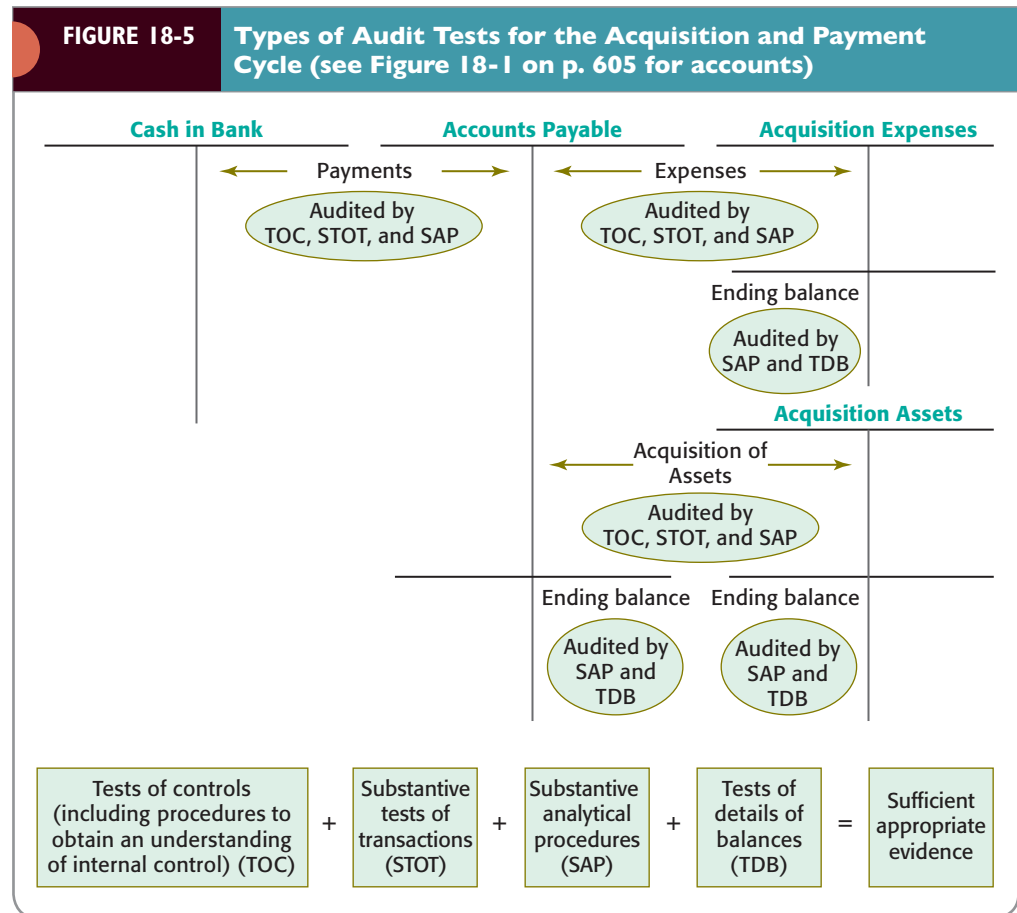 FIGURE 18-5
Types of Audit Tests for the Acquisition and Payment
Cycle (see Figure 18-1 on p. 605 for accounts)
Cash in Bank
Accounts Payable
Acquisition Expenses
Payments
Expenses
Audited by
TOC, STOT, and SAP
Audited by
TOC, STOT, and SAP
Ending balance
Audited by
SAP and TDB
Acquisition Assets
Acquisition of
Assets
Audited by
TOC, STOT, and SAP
Ending balance
Ending balance
Audited by
SAP and
TDB
Audited by
SAP and
TDB
Tests of controls
(including procedures to
obtain an understanding
of internal control) (TOC)
+
Substantive
tests of
transactions
(STOT)
+
Substantive
analytical
procedures
(SAP)
+
Tests of
details of
balances
(TDB)
=
Sufficient
appropriate
evidence